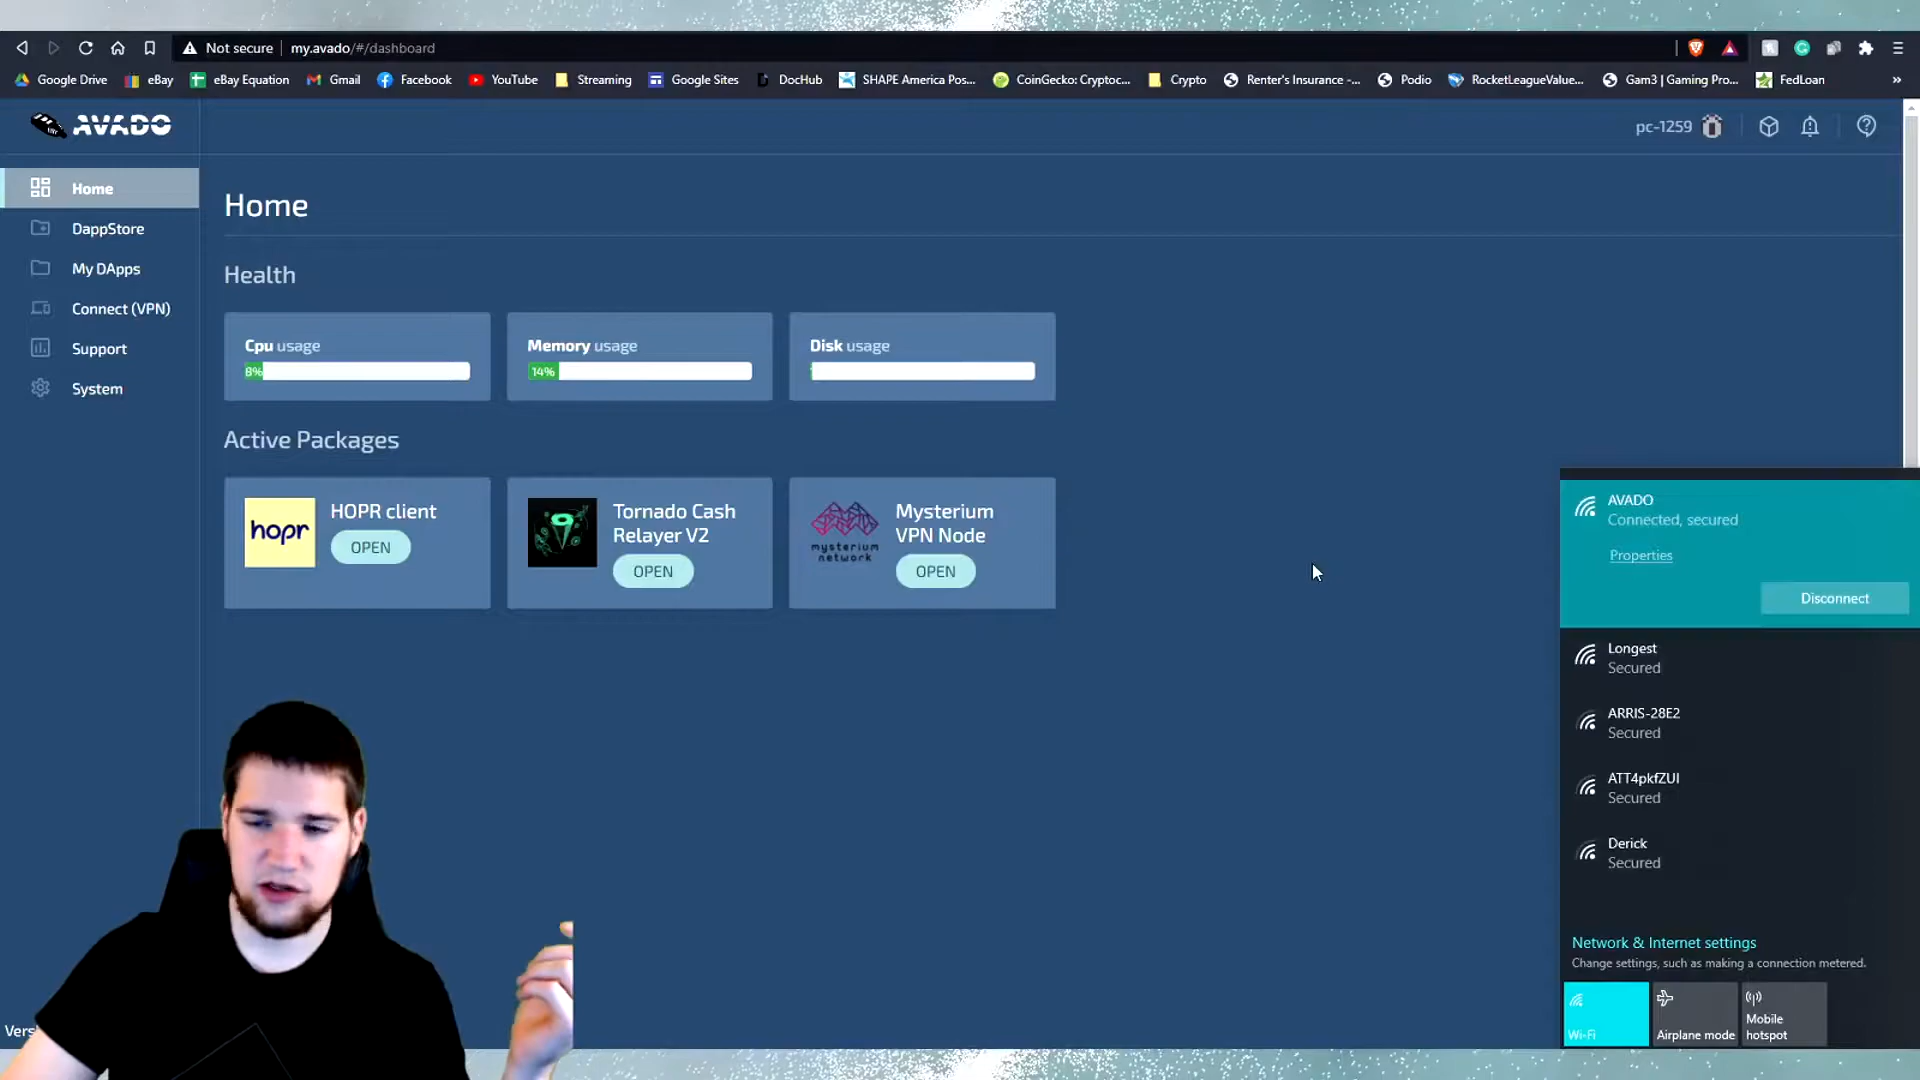 Not secure my.avado/#/dashboard
Google Drive eBay eBay Equation Gmail Facebook YouTube Streaming Google Sites DocHub SHAPE America Pos... CoinGecko: Cryptoc... Crypto Renter's Insurance -... Podio RocketLeagueValue... Gam3 | Gaming Pro... FedLoan »
AVADO
pc-1259
Home
DappStore
My DApps
Connect (VPN)
Support
System
Home
Health
Cpu usage
8%
Memory usage
14%
Disk usage
Active Packages
hopr
HOPR client
OPEN
Tornado Cash
Relayer V2
OPEN
mysterium
network
Mysterium
VPN Node
OPEN
AVADO
Connected, secured
Properties
Disconnect
Longest
Secured
ARRIS-28E2
Secured
ATT4pkfZUI
Secured
Derick
Secured
Network & Internet settings
Change settings, such as making a connection metered.
Wi-Fi
Airplane mode
Mobile
hotspot
Vers